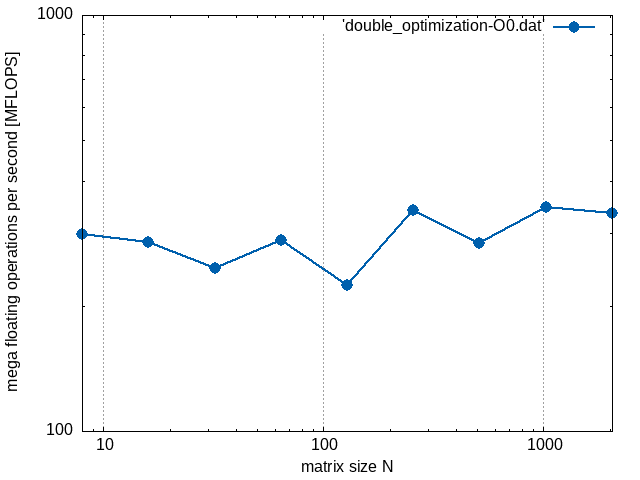 1000
'double_optimization-O0.dat'
mega floating operations per second [MFLOPS]
100
10 100 1000
matrix size N